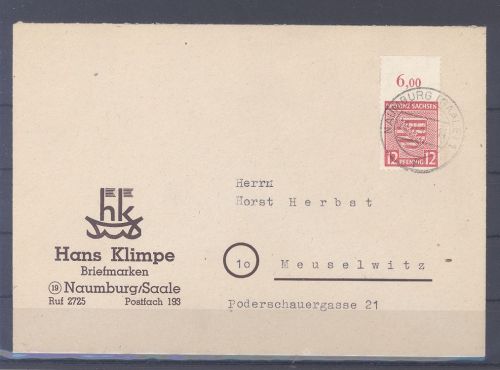 6,00
PROVINZ SACHSEN
12 PFENNIG 12
NAUMBURG (SAALE) 1
Herrn
Horst Herbst
10 Meuselwitz
Poderschauergasse 21
hk
Hans Klimpe
Briefmarken
19 Naumburg/Saale
Ruf 2725 Postfach 193